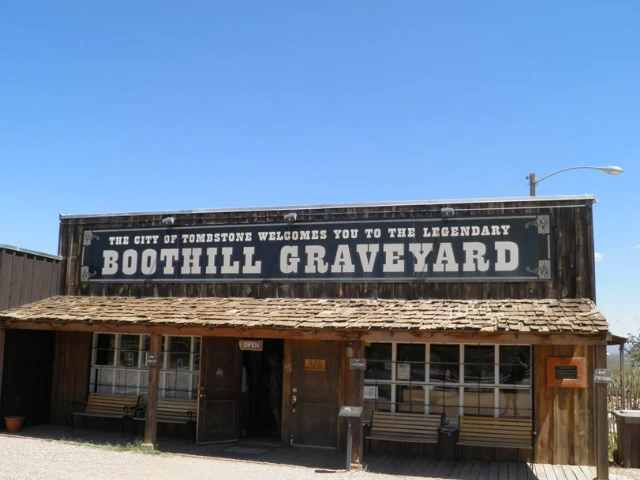 THE CITY OF TOMBSTONE WELCOMES YOU TO THE LEGENDARY
BOOTHILL GRAVEYARD
OPEN